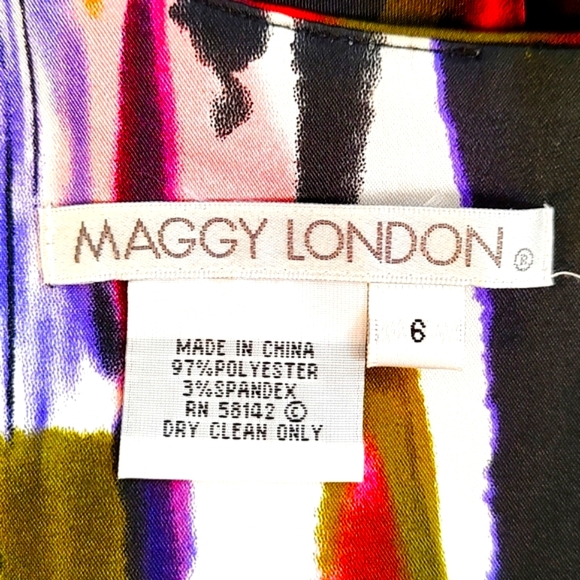 MAGGY LONDON®
6
MADE IN CHINA
97%POLYESTER
3%SPANDEX
RN 58142 ©
DRY CLEAN ONLY